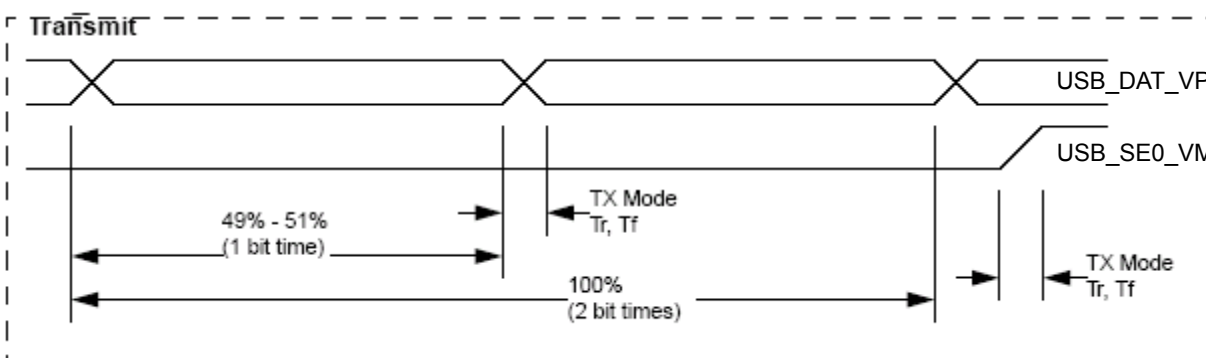 Transmit
USB_DAT_VP
USB_SE0_VM
TX Mode
Tr, Tf
49% - 51%
(1 bit time)
100%
(2 bit times)
TX Mode
Tr, Tf